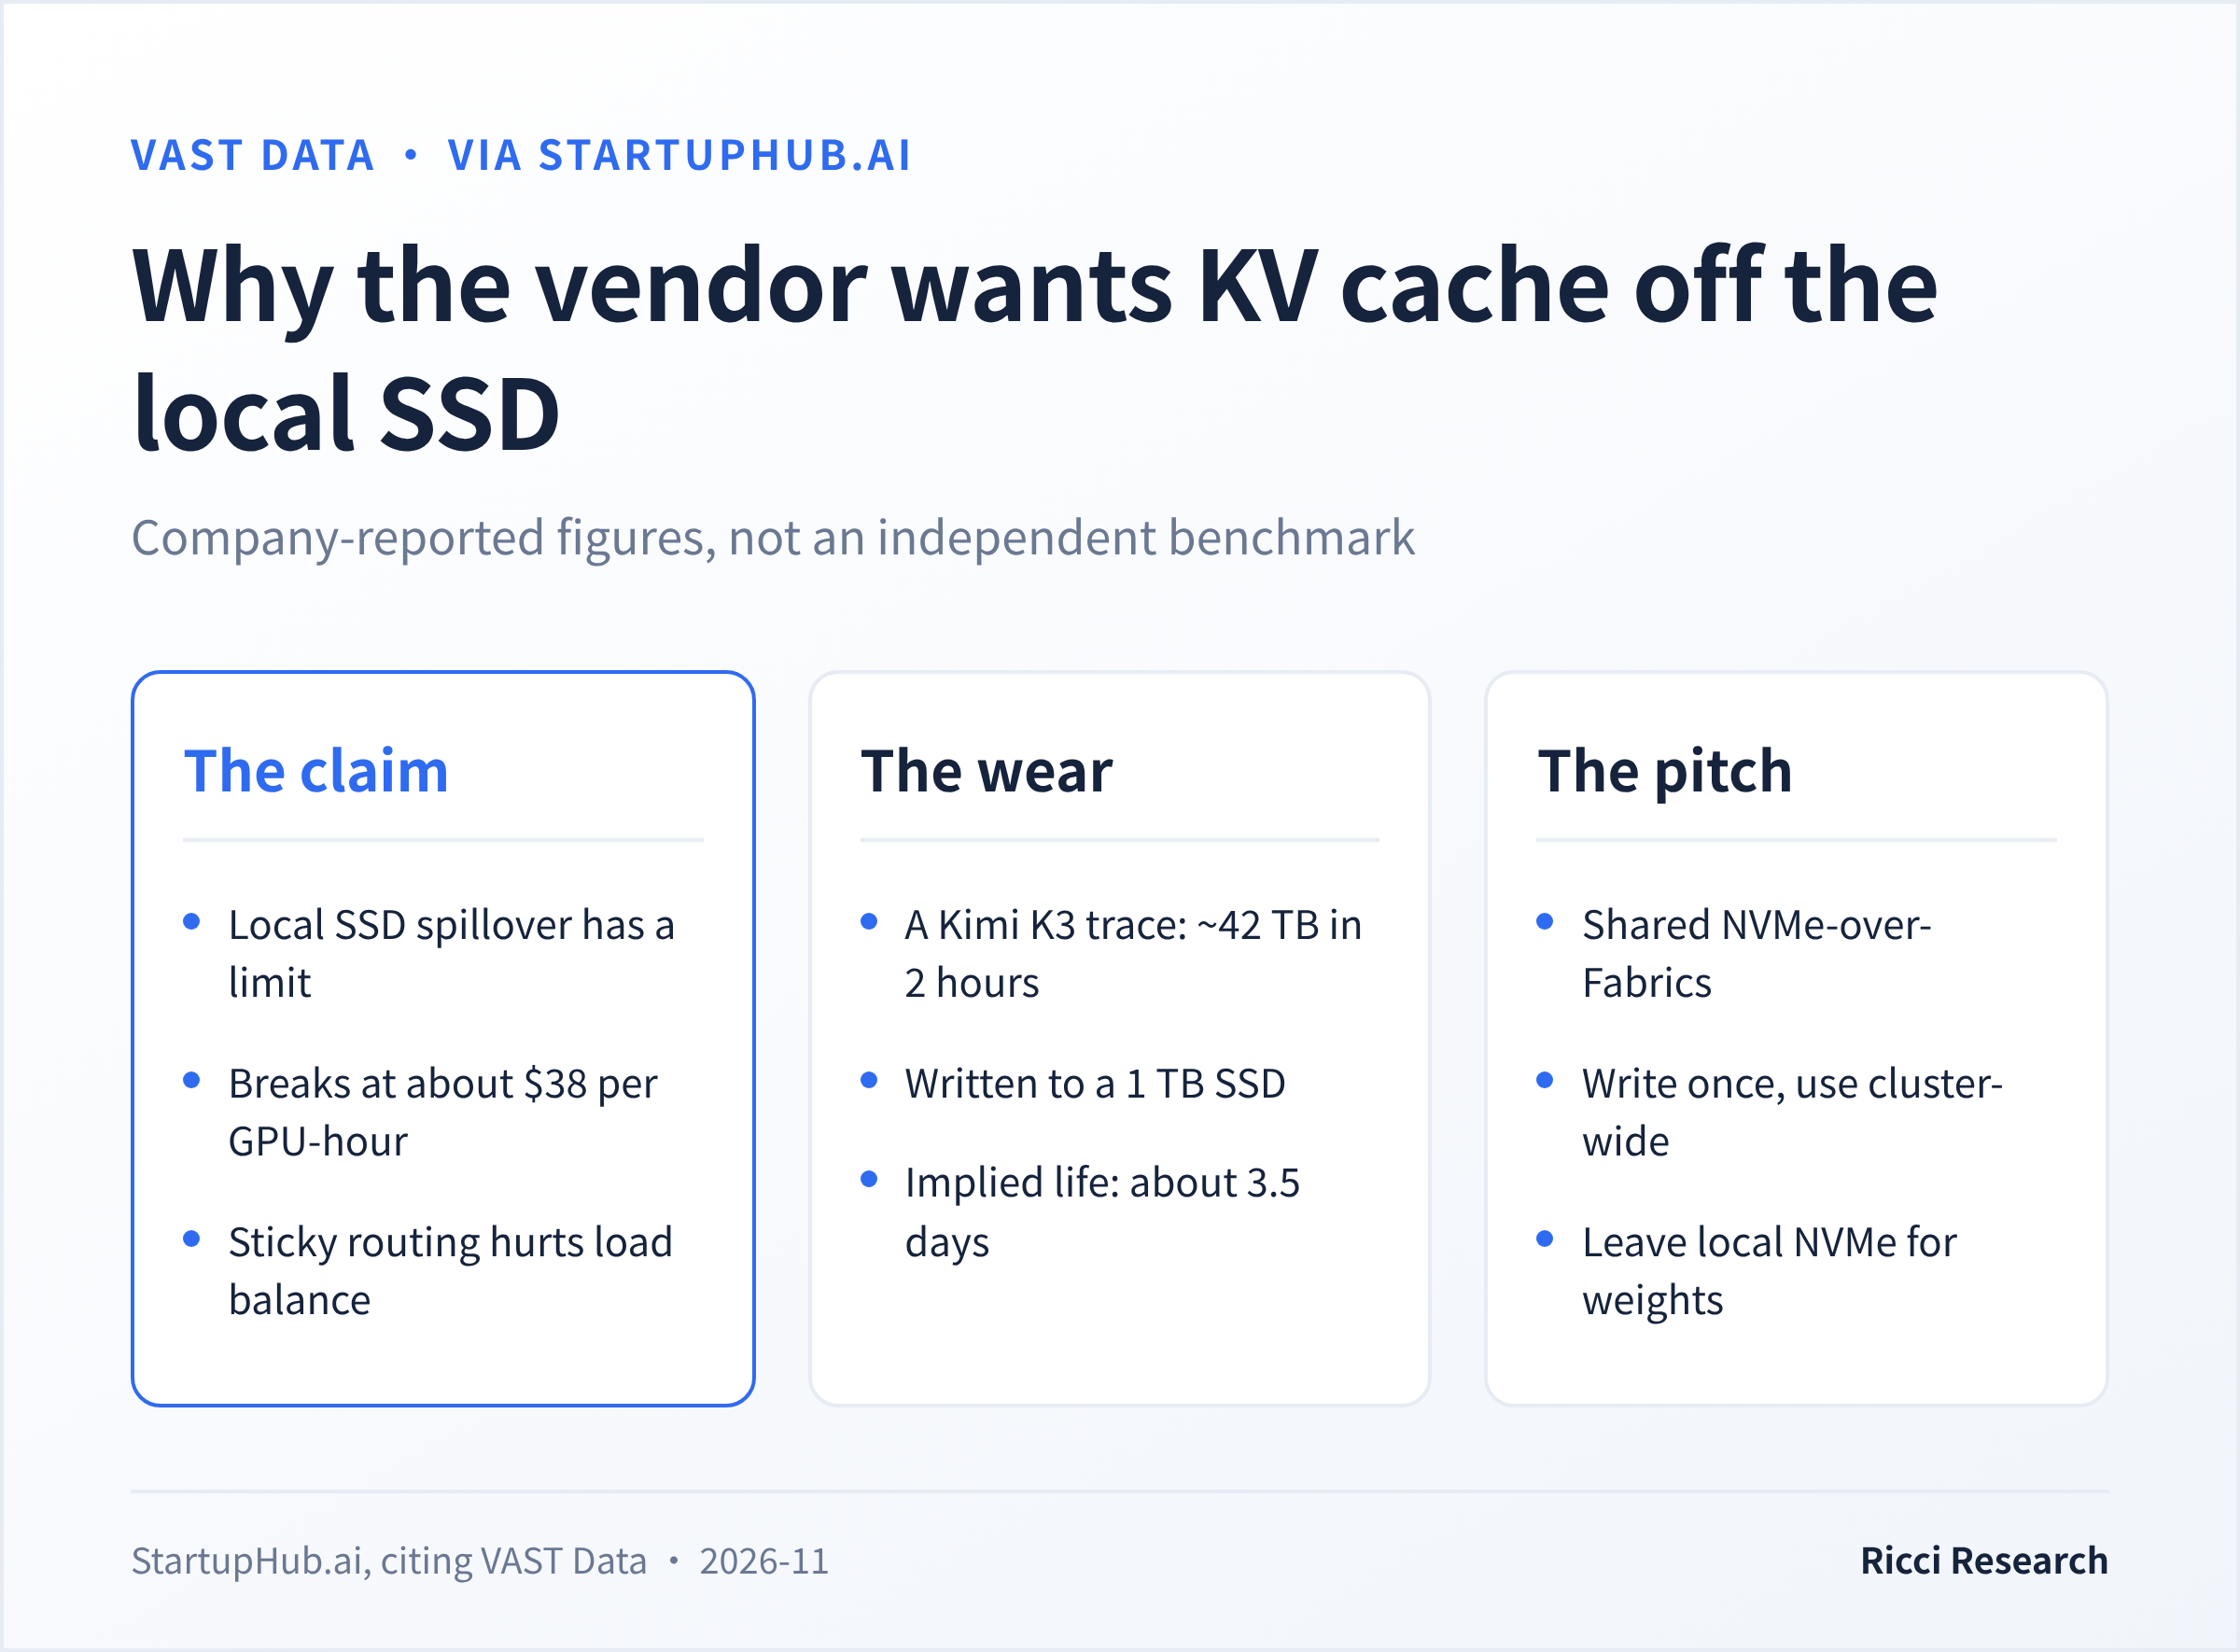 VAST DATA • VIA STARTUPHUB.AI
Why the vendor wants KV cache off the
local SSD
Company-reported figures, not an independent benchmark
The claim
• Local SSD spillover has a
limit
• Breaks at about $38 per
GPU-hour
• Sticky routing hurts load
balance
The wear
• A Kimi K3 trace: ~42 TB in
2 hours
• Written to a 1 TB SSD
• Implied life: about 3.5
days
The pitch
• Shared NVMe-over-
Fabrics
• Write once, use cluster-
wide
• Leave local NVMe for
weights
StartupHub.ai, citing VAST Data • 2026-11
Ricci Research